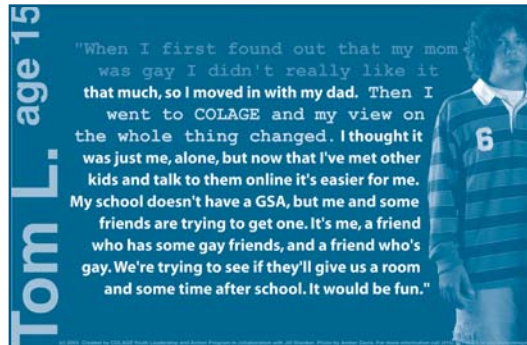 Tom L. age 15
"When I first found out that my mom
was gay I didn't really like it
that much, so I moved in with my dad. Then I
went to COLAGE and my view on
the whole thing changed. I thought it
was just me, alone, but now that I've met other
kids and talk to them online it's easier for me.
My school doesn't have a GSA, but me and some
friends are trying to get one. It's me, a friend
who has some gay friends, and a friend who's
gay. We're trying to see if they'll give us a room
and some time after school. It would be fun."
6